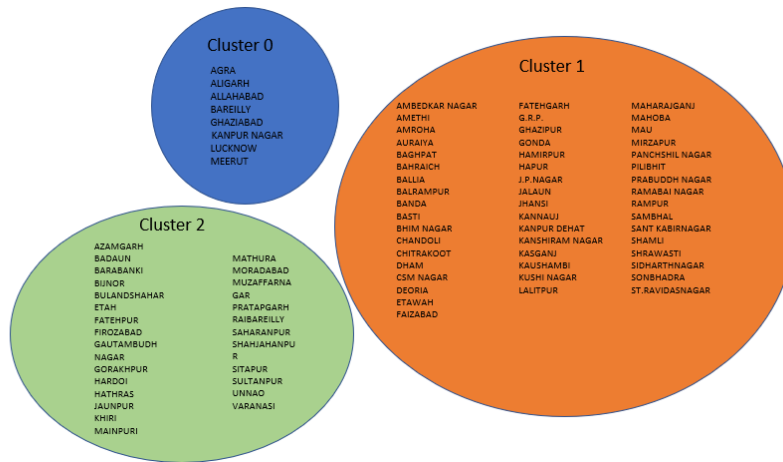 Cluster 0
AGRA
ALIGARH
ALLAHABAD
BAREILLY
GHAZIABAD
KANPUR NAGAR
LUCKNOW
MEERUT
Cluster 1
AMBEDKAR NAGAR
AMETHI
AMROHA
AURAIYA
BAGHPAT
BAHRAICH
BALLIA
BALRAMPUR
BANDA
BASTI
BHIM NAGAR
CHANDOLI
CHITRAKOOT
DHAM
CSM NAGAR
DEORIA
ETAWAH
FAIZABAD
FATEHGARH
G.R.P.
GHAZIPUR
GONDA
HAMIRPUR
HAPUR
J.P.NAGAR
JALAUN
JHANSI
KANNAUJ
KANPUR DEHAT
KANSHIRAM NAGAR
KASGANJ
KAUSHAMBI
KUSHI NAGAR
LALITPUR
MAHARAJGANJ
MAHOBA
MAU
MIRZAPUR
PANCHSHIL NAGAR
PILIBHIT
PRABUDDH NAGAR
RAMABAI NAGAR
RAMPUR
SAMBHAL
SANT KABIRNAGAR
SHAMLI
SHRAWASTI
SIDHARTHNAGAR
SONBHADRA
ST.RAVIDASNAGAR
Cluster 2
AZAMGARH
BADAUN
BARABANKI
BIJNOR
BULANDSHAHAR
ETAH
FATEHPUR
FIROZABAD
GAUTAMBUDH
NAGAR
GORAKHPUR
HARDOI
HATHRAS
JAUNPUR
KHIRI
MAINPURI
MATHURA
MORADABAD
MUZAFFARNA
GAR
PRATAPGARH
RAIBAREILLY
SAHARANPUR
SHAHJAHANPU
R
SITAPUR
SULTANPUR
UNNAO
VARANASI